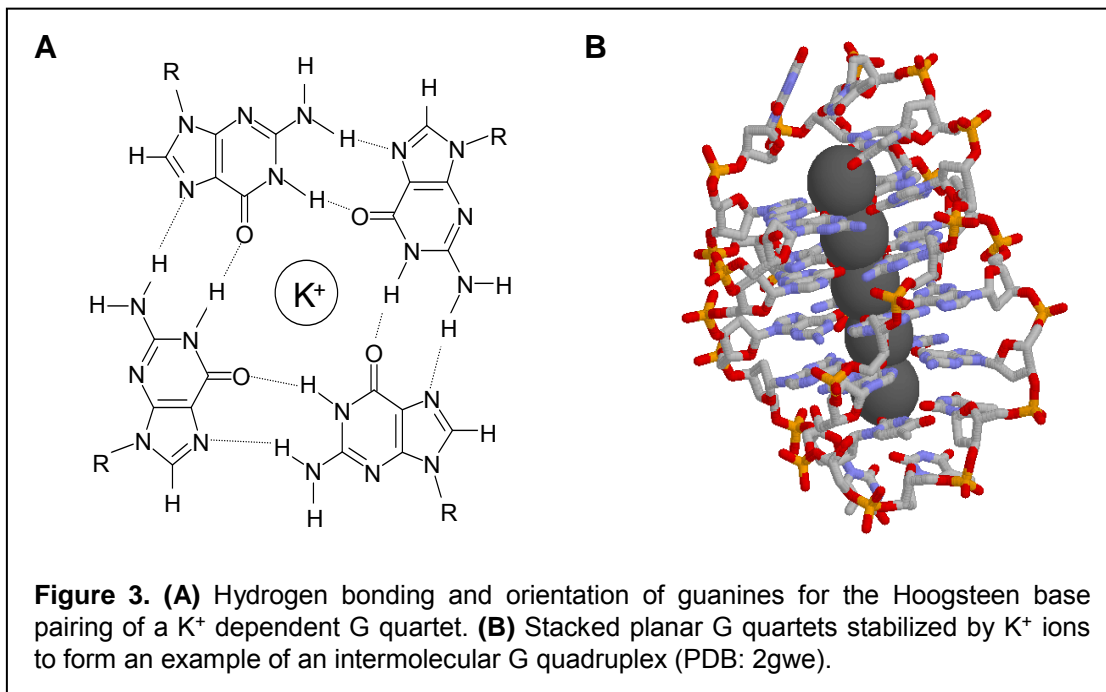 A
B
H
R
H
N
N
N
H
H
H
N
R
N
N
H
N
N
H
O
O
N
H
N
N
H
H
H
H
K+
H
N
N
O
O
N
H
N
N
H
N
N
H
N
N
N
R
H
H
R
Figure 3. (A) Hydrogen bonding and orientation of guanines for the Hoogsteen base
pairing of a K+ dependent G quartet. (B) Stacked planar G quartets stabilized by K+ ions
to form an example of an intermolecular G quadruplex (PDB: 2gwe).